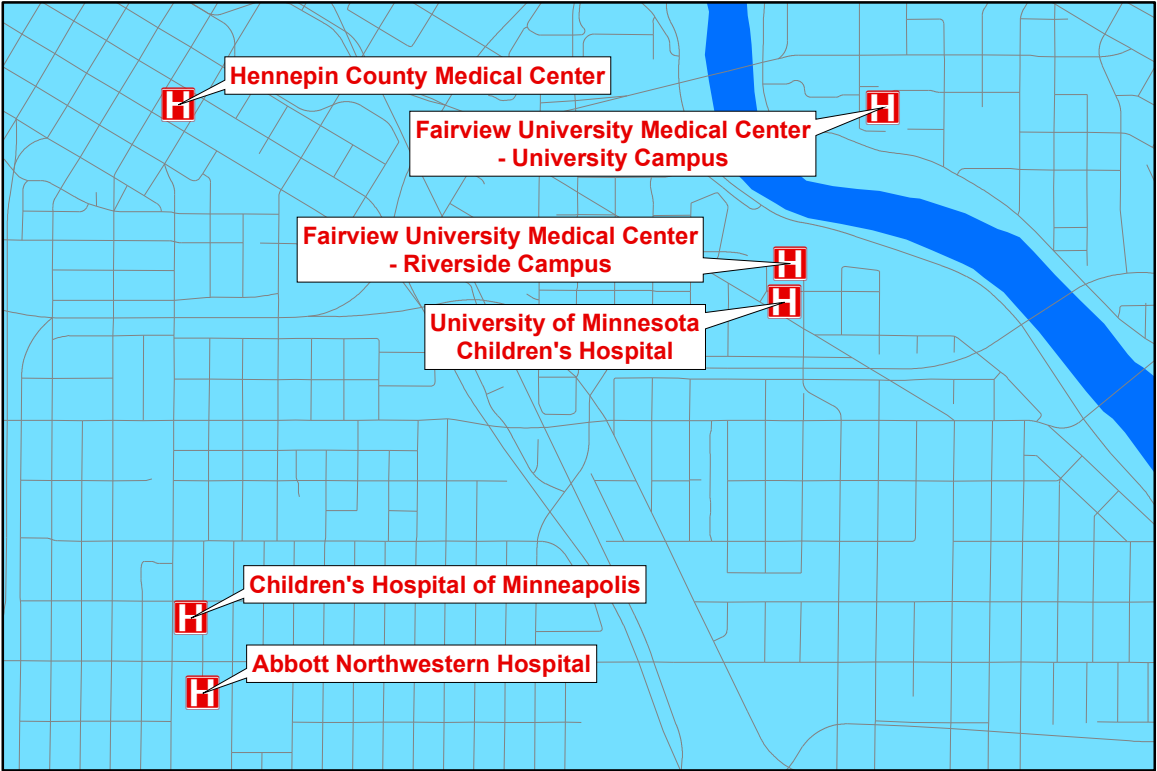 Hennepin County Medical Center
H
Fairview University Medical Center
- University Campus
H
Fairview University Medical Center
- Riverside Campus
H
University of Minnesota
Children's Hospital
H
Children's Hospital of Minneapolis
H
Abbott Northwestern Hospital
H